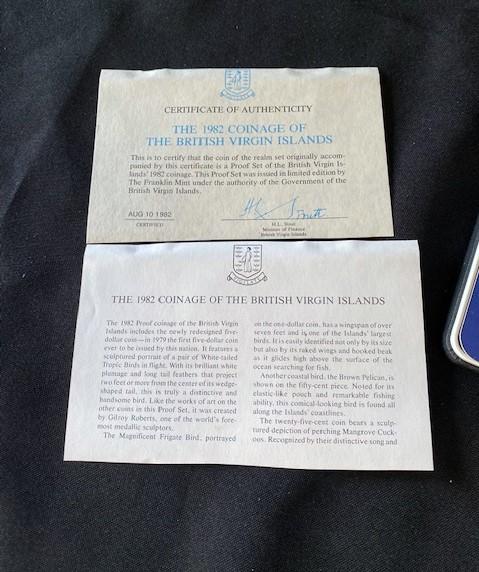 CERTIFICATE OF AUTHENTICITY
THE 1982 COINAGE OF
THE BRITISH VIRGIN ISLANDS
This is to certify that the coin of the realm set originally accom-
panied by this certificate is a Proof Set of the British Virgin Is-
lands' 1982 coinage. This Proof Set was issued in limited edition by
The Franklin Mint under the authority of the Government of the
British Virgin Islands.
AUG 10 1982
CERTIFIED
H.L. Stout
Minister of Finance
British Virgin Islands
THE 1982 COINAGE OF THE BRITISH VIRGIN ISLANDS
The 1982 Proof coinage of the British Virgin
Islands includes the newly redesigned five-
dollar coin—in 1979 the first five-dollar coin
ever to be issued by this nation. It features a
sculptured portrait of a pair of White-tailed
Tropic Birds in flight. With its brilliant white
plumage and long tail feathers that project
two feet or more from the center of its wedge-
shaped tail, this is truly a distinctive and
handsome bird. Like the works of art on the
other coins in this Proof Set, it was created
by Gilroy Roberts, one of the world's fore-
most medallic sculptors.
The Magnificent Frigate Bird, portrayed
on the one-dollar coin, has a wingspan of over
seven feet and is one of the Islands' largest
birds. It is easily identified not only by its size
but also by its raked wings and hooked beak
as it glides high above the surface of the
ocean searching for fish.
Another coastal bird, the Brown Pelican, is
shown on the fifty-cent piece. Noted for its
elastic-like pouch and remarkable fishing
ability, this comical-looking bird is found all
along the Islands' coastlines.
The twenty-five-cent coin bears a sculp-
tured depiction of perching Mangrove Cuck-
oos. Recognized by their distinctive song and